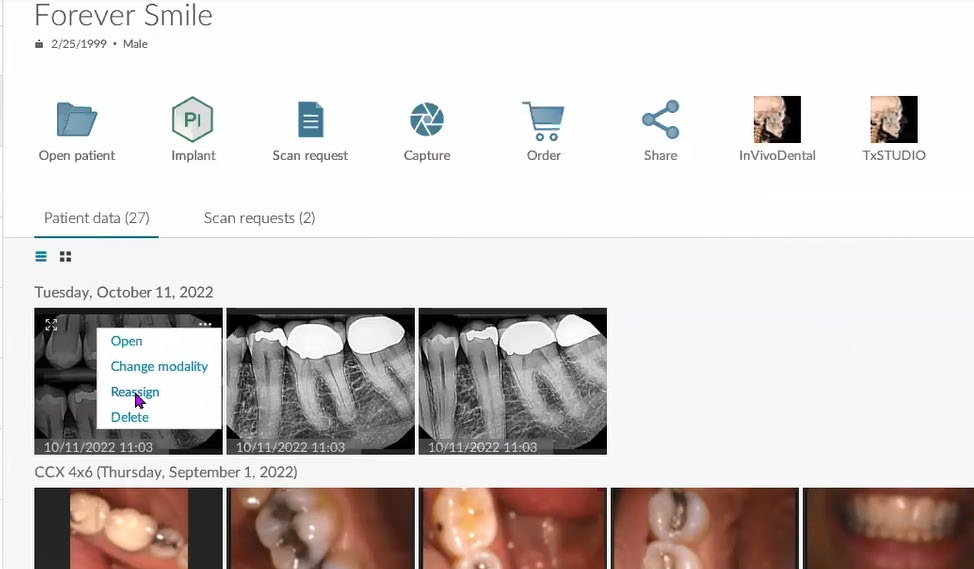 Forever Smile
2/25/1999 • Male
PI
Open patient
Implant
Scan request
Capture
Order
Share
InVivoDental
TxSTUDIO
Patient data (27)
Scan requests (2)
Tuesday, October 11, 2022
Open
Change modality
Reassign
Delete
10/11/2022 11:03
10/11/2022 11:03
10/11/2022 11:03
CCX 4x6 (Thursday, September 1, 2022)